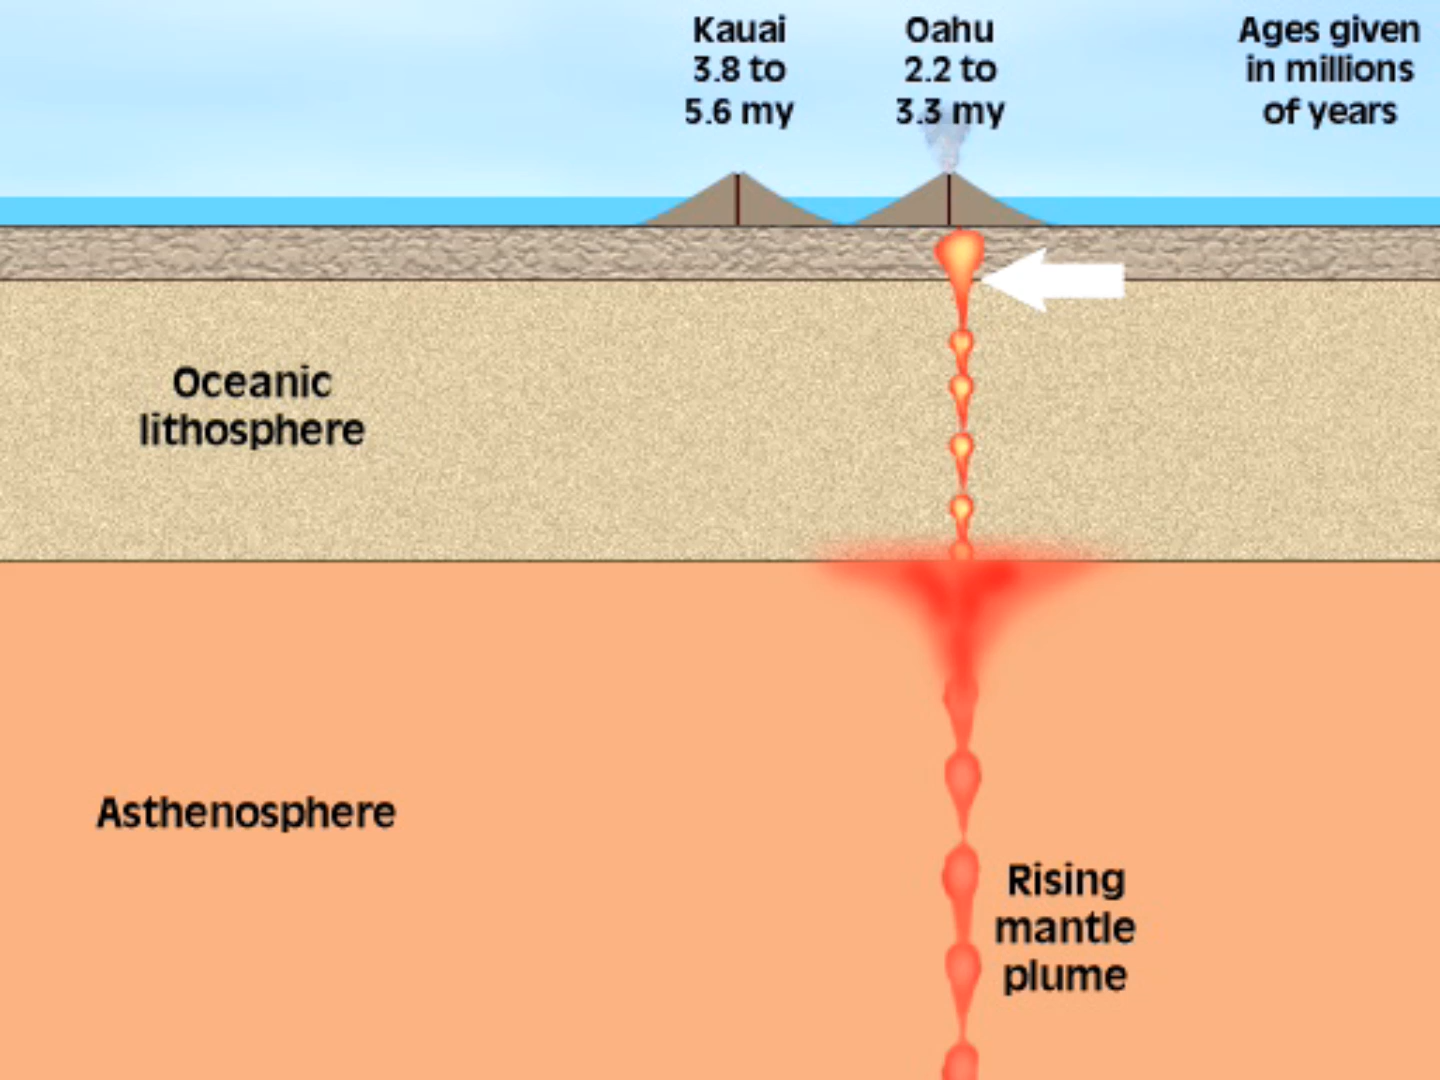 Kauai
3.8 to
5.6 my
Oahu
2.2 to
3.3 my
Ages given
in millions
of years
Oceanic
lithosphere
Asthenosphere
Rising
mantle
plume